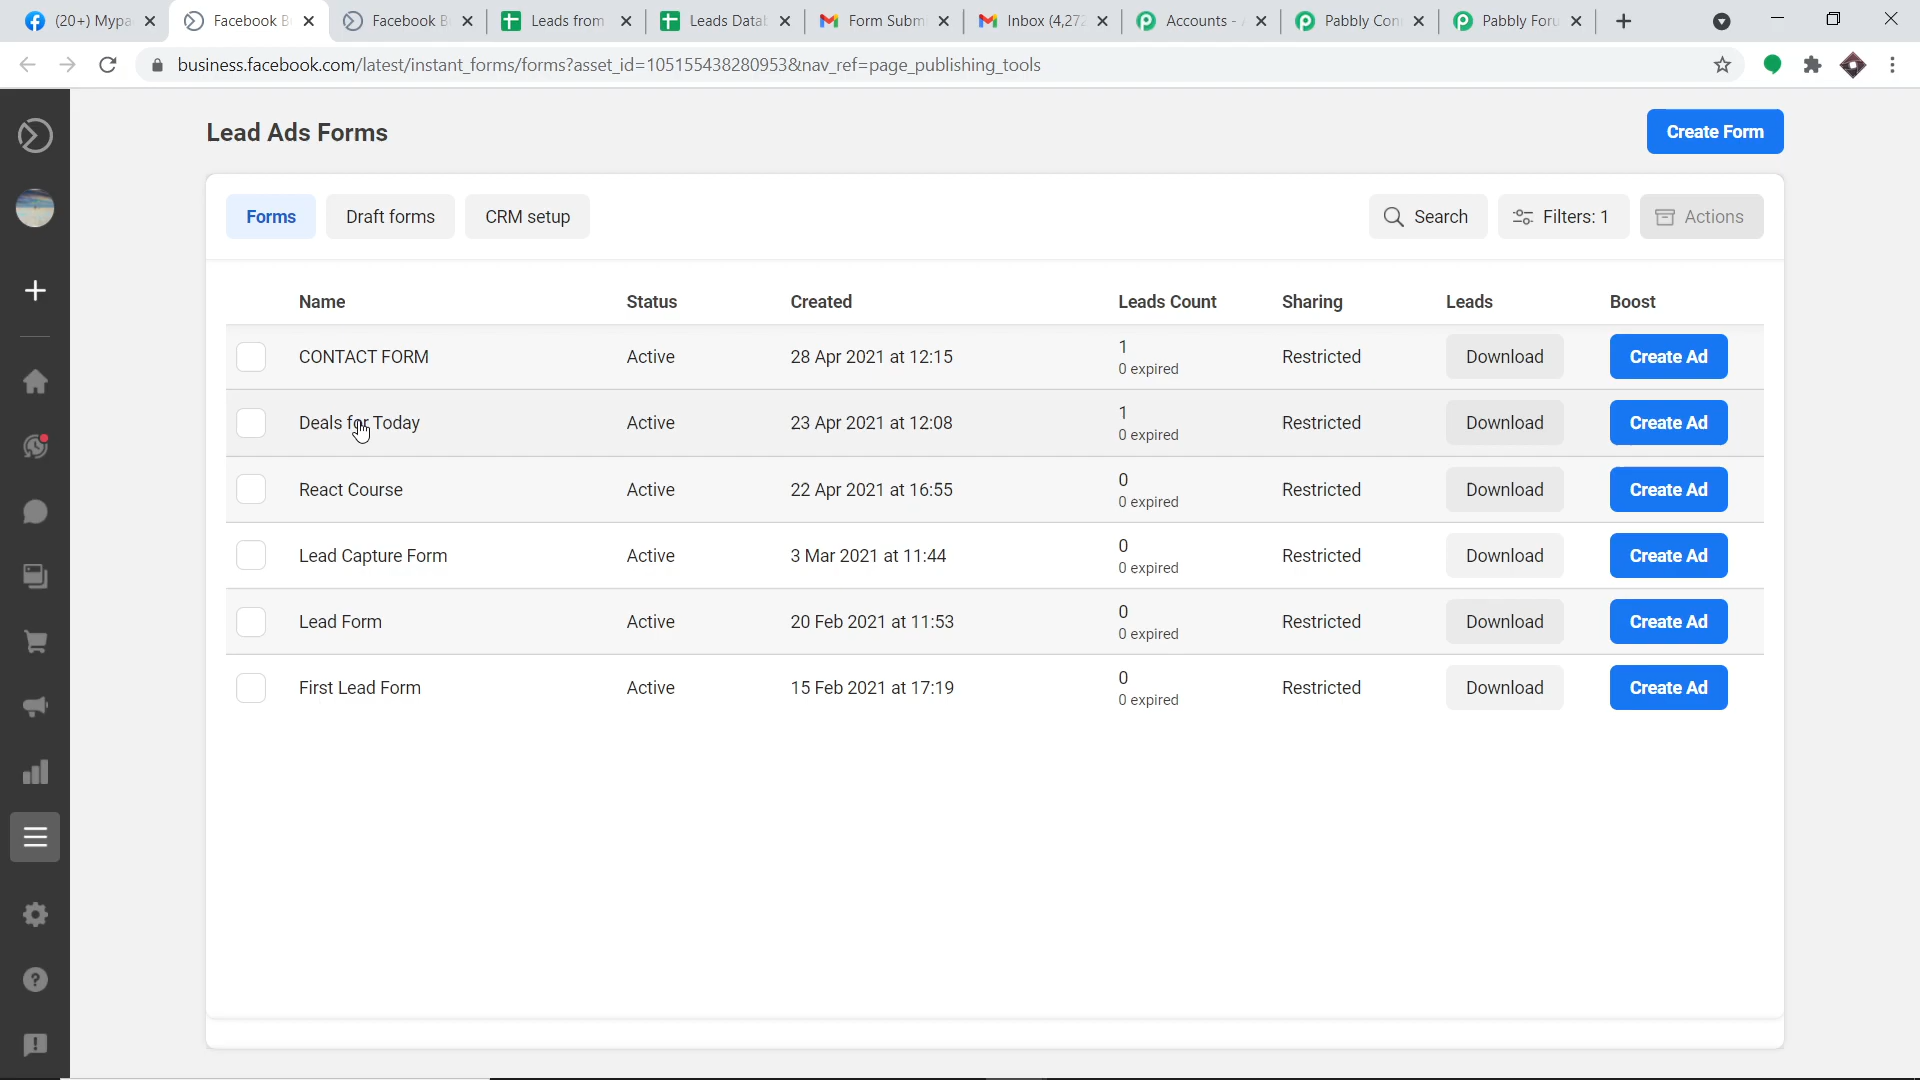 (20+) Mypa
Facebook B
Facebook B
Leads from
Leads Datab
Form Subm
Inbox (4,272
Accounts -
Pabbly Con
Pabbly Foru
business.facebook.com/latest/instant_forms/forms?asset_id=105155438280953&nav_ref=page_publishing_tools
Lead Ads Forms
Create Form
Forms
Draft forms
CRM setup
Search
Filters: 1
Actions
Name Status Created Leads Count Sharing Leads Boost
CONTACT FORM Active 28 Apr 2021 at 12:15 1 Restricted Download Create Ad
0 expired
Deals for Today Active 23 Apr 2021 at 12:08 1 Restricted Download Create Ad
0 expired
React Course Active 22 Apr 2021 at 16:55 0 Restricted Download Create Ad
0 expired
Lead Capture Form Active 3 Mar 2021 at 11:44 0 Restricted Download Create Ad
0 expired
Lead Form Active 20 Feb 2021 at 11:53 0 Restricted Download Create Ad
0 expired
First Lead Form Active 15 Feb 2021 at 17:19 0 Restricted Download Create Ad
0 expired